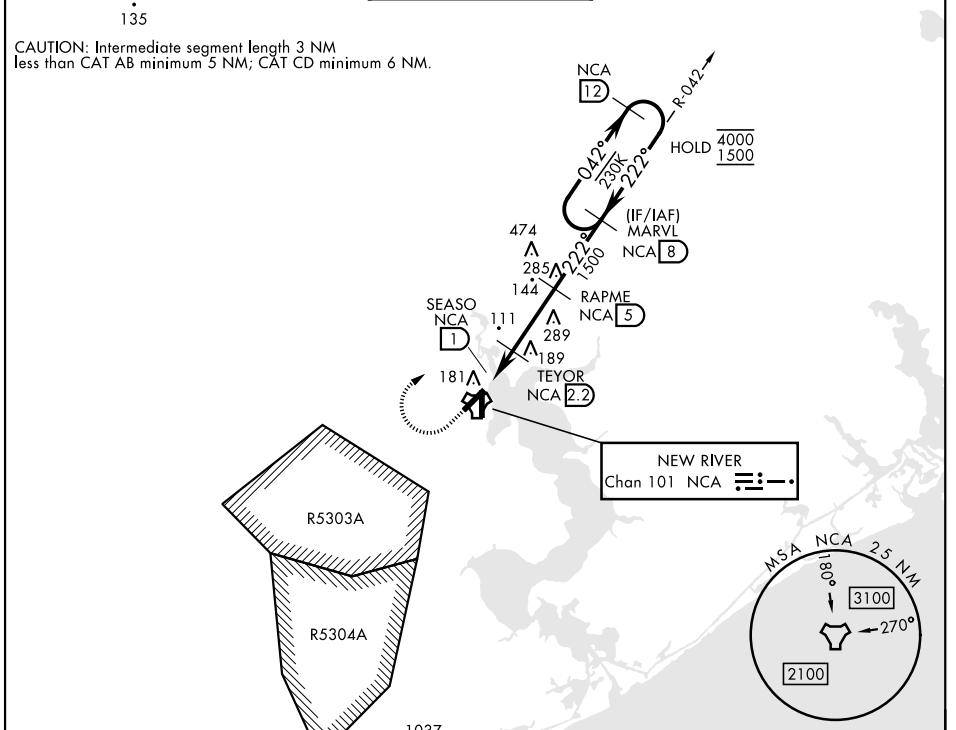 135
CAUTION: Intermediate segment length 3 NM
less than CAT AB minimum 5 NM; CAT CD minimum 6 NM.
NCA
12
R-042
HOLD 4000
1500
042°
230K
222°
(IF/IAF)
MARVL
NCA 8
474
285
222°
1500
144
RAPME
NCA 5
SEASO
NCA
1
111
289
189
TEYOR
NCA 2.2
181
NEW RIVER
Chan 101 NCA
R5303A
R5304A
MSA NCA 25 NM
180°
3100
270°
2100